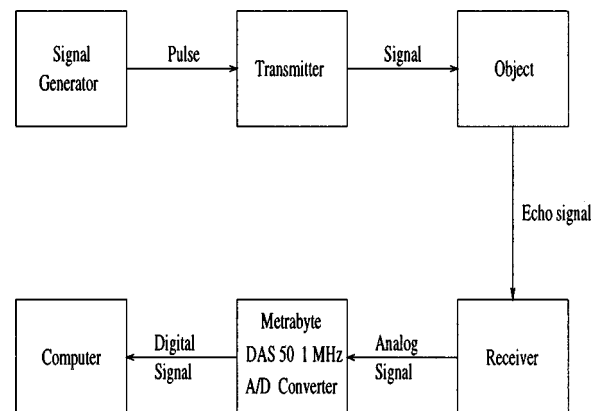 Signal
Generator
Pulse
Transmitter
Signal
Object
Echo signal
Computer
Digital
Signal
Metrabyte
DAS 50 1 MHz
A/D Converter
Analog
Signal
Receiver